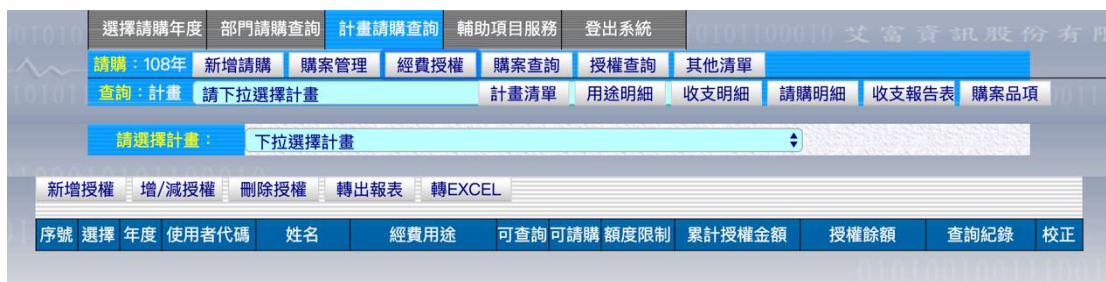 選擇請購年度 部門請購查詢 計畫請購查詢 輔助項目服務 登出系統
艾富資訊股份有
請購：108年 新增請購 購案管理 經費授權 購案查詢 授權查詢 其他清單
查詢：計畫 請下拉選擇計畫 計畫清單 用途明細 收支明細 請購明細 收支報告表 購案品項
請選擇計畫： 下拉選擇計畫
新增授權 增/減授權 刪除授權 轉出報表 轉EXCEL
序號 選擇 年度 使用者代碼 姓名 經費用途 可查詢 可請購 額度限制 累計授權金額 授權餘額 查詢紀錄 校正